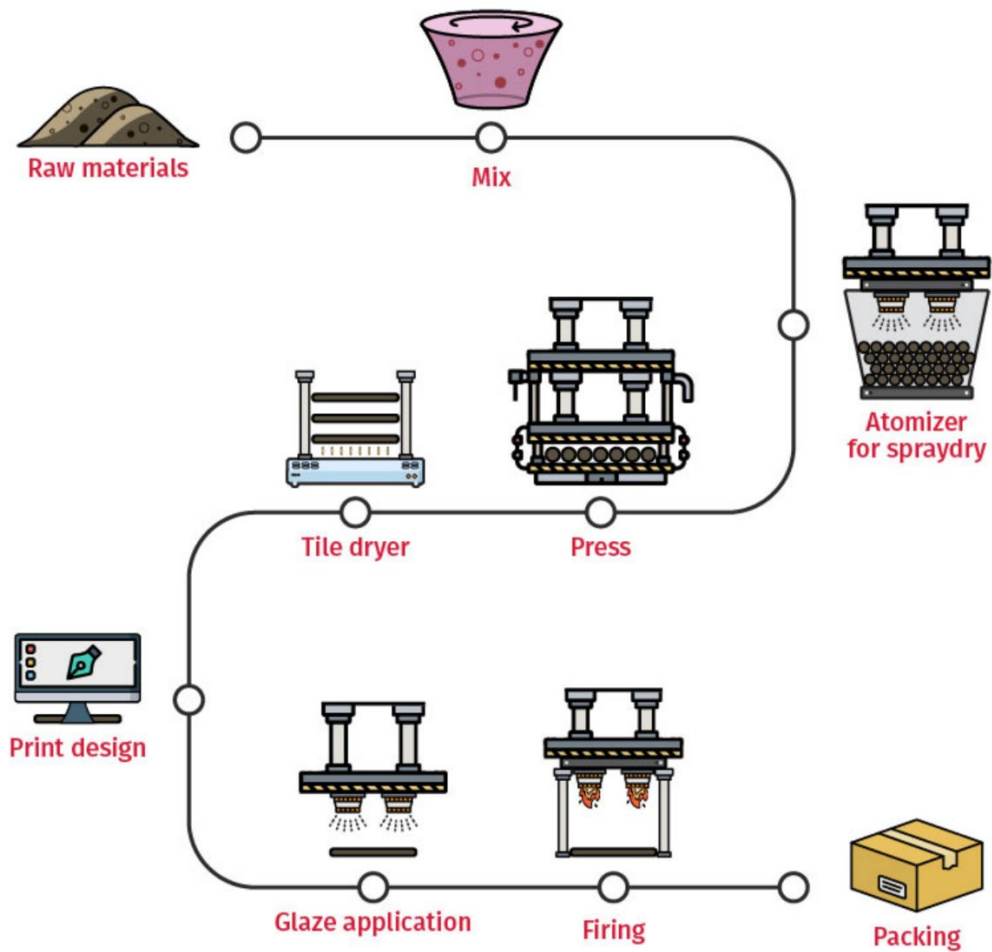 Raw materials
Mix
Atomizer
for spraydry
Press
Tile dryer
Print design
Glaze application
Firing
Packing